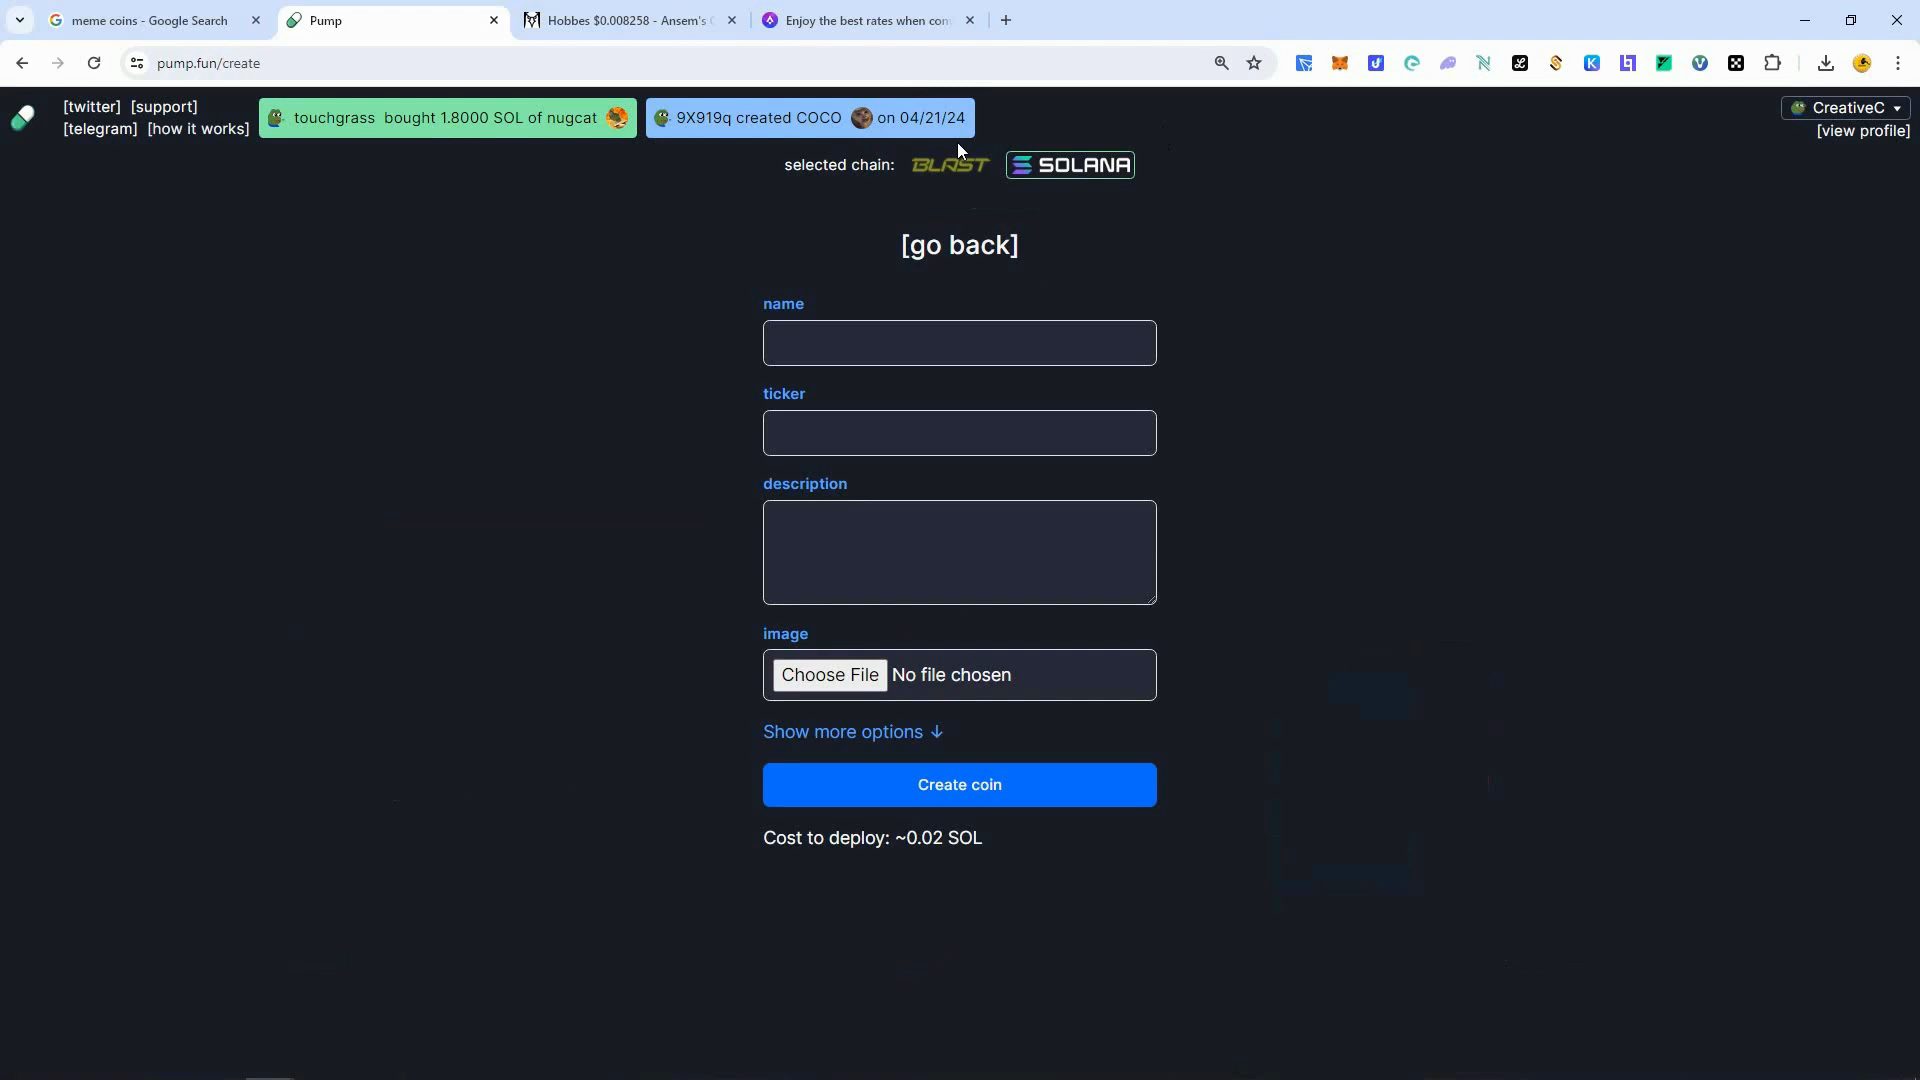 meme coins - Google Search
Pump
Hobbes $0.008258 - Ansem's
Enjoy the best rates when con
pump.fun/create
[twitter] [support]
[telegram] [how it works]
touchgrass bought 1.8000 SOL of nugcat
9X919q created COCO on 04/21/24
CreativeC
[view profile]
selected chain: BLAST SOLANA
[go back]
name
ticker
description
image
Choose File No file chosen
Show more options ↓
Create coin
Cost to deploy: ~0.02 SOL